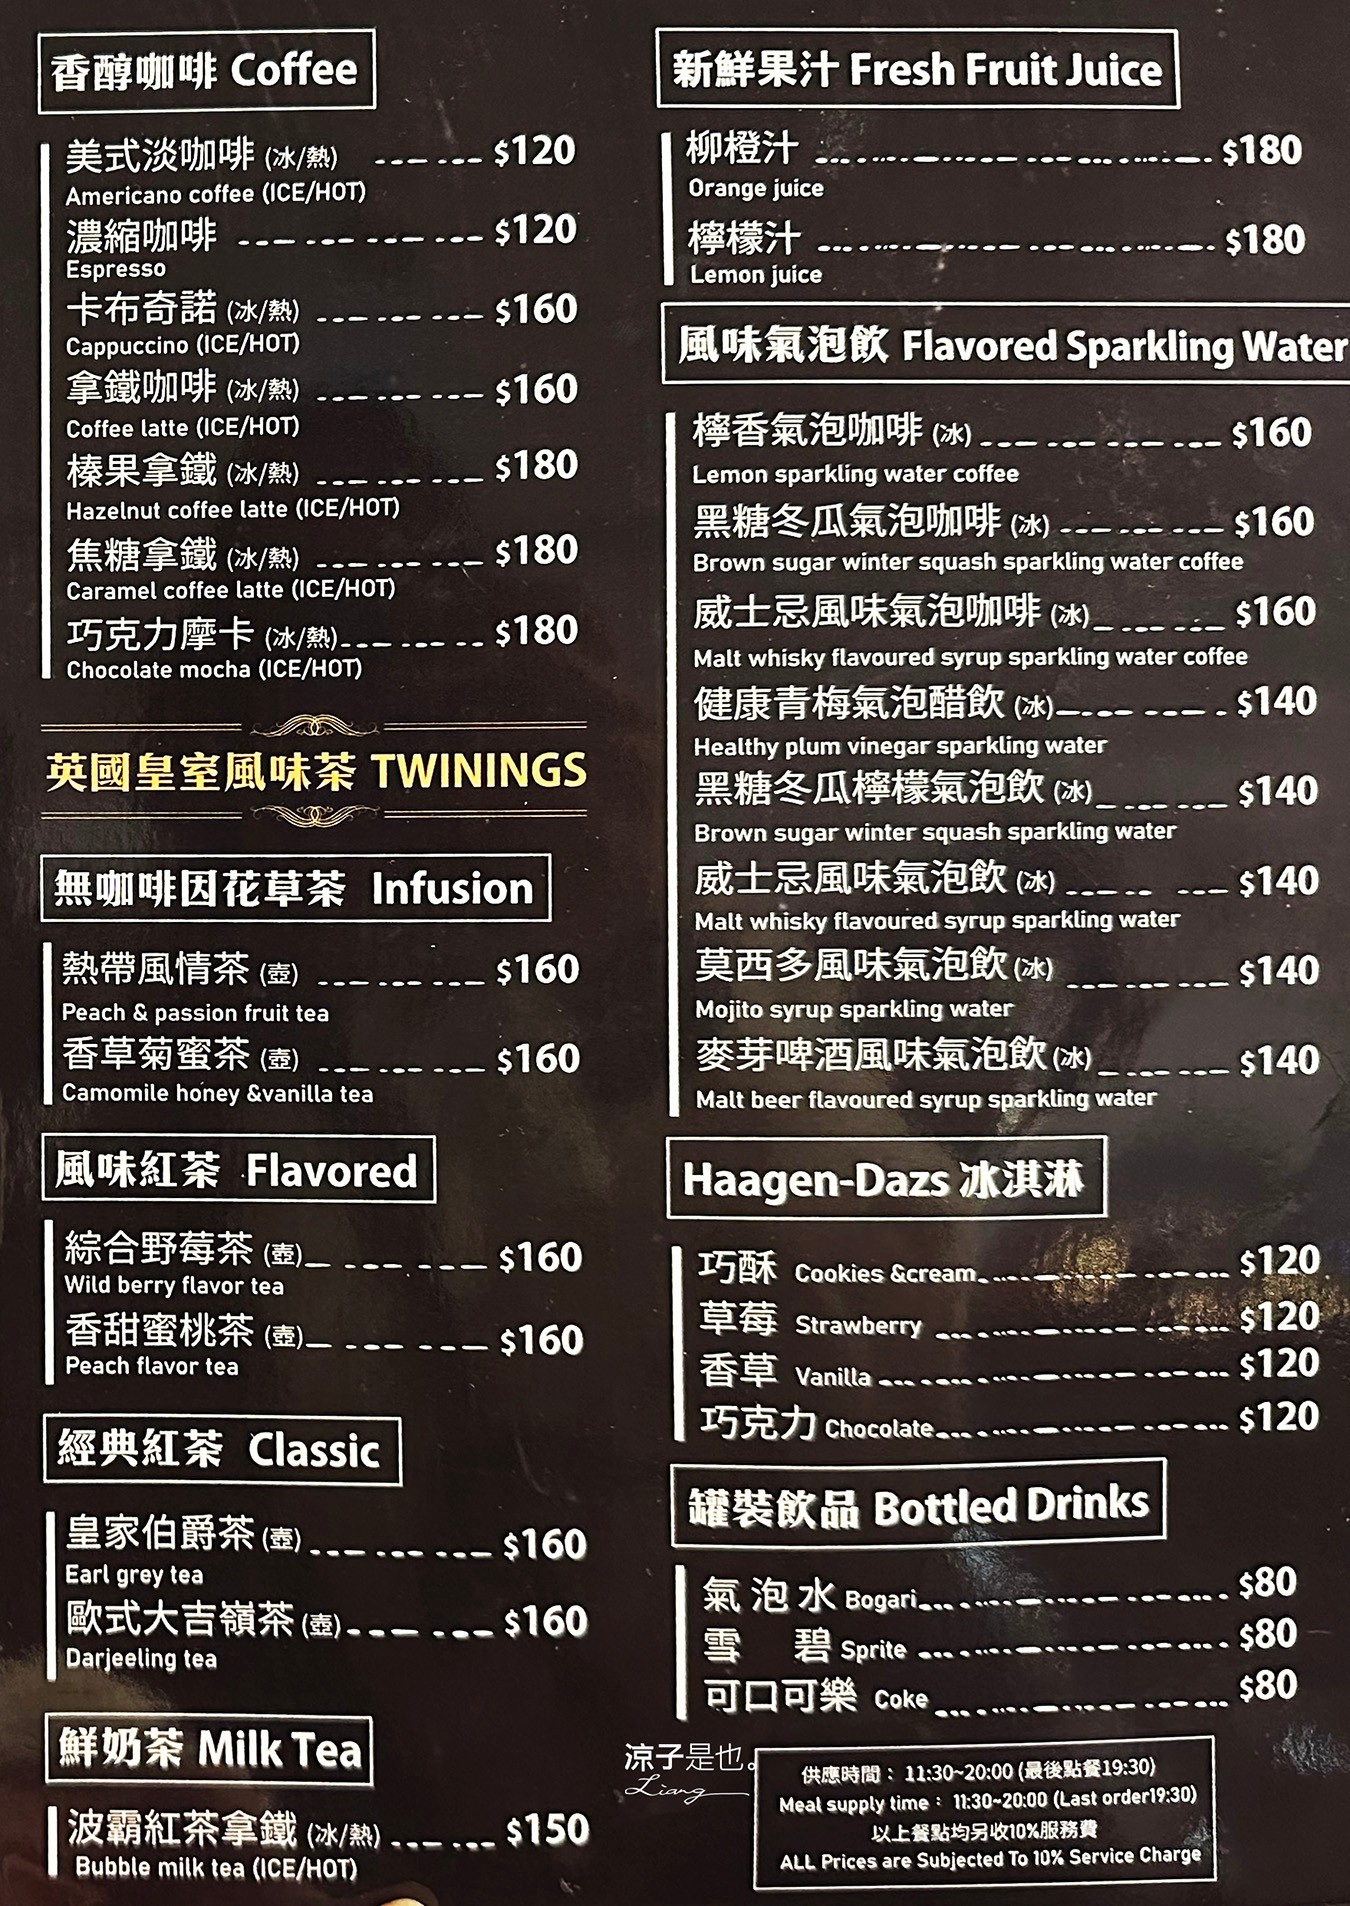 香醇咖啡 Coffee
美式淡咖啡 (冰/熱) $120
Americano coffee (ICE/HOT)
濃縮咖啡 $120
Espresso
卡布奇諾 (冰/熱) $160
Cappuccino (ICE/HOT)
拿鐵咖啡 (冰/熱) $160
Coffee latte (ICE/HOT)
榛果拿鐵 (冰/熱) $180
Hazelnut coffee latte (ICE/HOT)
焦糖拿鐵 (冰/熱) $180
Caramel coffee latte (ICE/HOT)
巧克力摩卡 (冰/熱) $180
Chocolate mocha (ICE/HOT)
英國皇室風味茶 TWININGS
無咖啡因花草茶 Infusion
熱帶風情茶 (壺) $160
Peach & passion fruit tea
香草菊蜜茶 (壺) $160
Camomile honey &vanilla tea
風味紅茶 Flavored
綜合野莓茶 (壺) $160
Wild berry flavor tea
香甜蜜桃茶 (壺) $160
Peach flavor tea
經典紅茶 Classic
皇家伯爵茶 (壺) $160
Earl grey tea
歐式大吉嶺茶 (壺) $160
Darjeeling tea
鮮奶茶 Milk Tea
波霸紅茶拿鐵 (冰/熱) $150
Bubble milk tea (ICE/HOT)
新鮮果汁 Fresh Fruit Juice
柳橙汁 $180
Orange juice
檸檬汁 $180
Lemon juice
風味氣泡飲 Flavored Sparkling Water
檸香氣泡咖啡 (冰) $160
Lemon sparkling water coffee
黑糖冬瓜氣泡咖啡 (冰) $160
Brown sugar winter squash sparkling water coffee
威士忌風味氣泡咖啡 (冰) $160
Malt whisky flavoured syrup sparkling water coffee
健康青梅氣泡醋飲 (冰) $140
Healthy plum vinegar sparkling water
黑糖冬瓜檸檬氣泡飲 (冰) $140
Brown sugar winter squash sparkling water
威士忌風味氣泡飲 (冰) $140
Malt whisky flavoured syrup sparkling water
莫西多風味氣泡飲 (冰) $140
Mojito syrup sparkling water
麥芽啤酒風味氣泡飲 (冰) $140
Malt beer flavoured syrup sparkling water
Haagen-Dazs 冰淇淋
巧酥 Cookies &cream $120
草莓 Strawberry $120
香草 Vanilla $120
巧克力 Chocolate $120
罐裝飲品 Bottled Drinks
氣泡水 Bogari $80
雪碧 Sprite $80
可口可樂 Coke $80
涼子是也。
Liang
供應時間： 11:30~20:00 (最後點餐19:30)
Meal supply time： 11:30~20:00 (Last order19:30)
以上餐點均另收10%服務費
ALL Prices are Subjected To 10% Service Charge